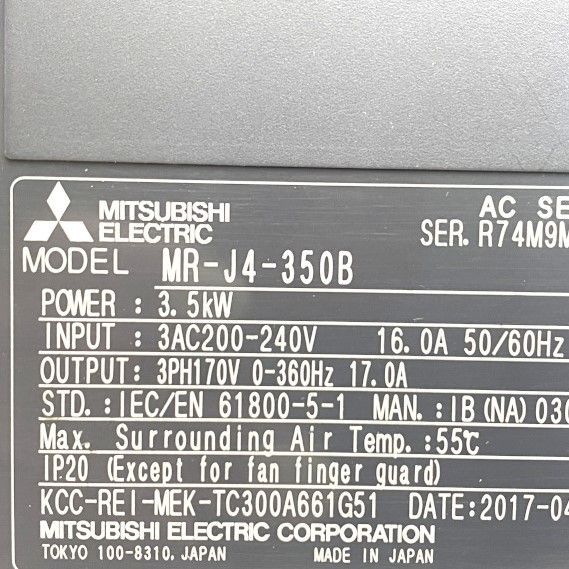 MITSUBISHI
ELECTRIC
AC SE
SER. R74M9M
MODEL MR-J4-350B
POWER : 3.5kW
INPUT : 3AC200-240V 16.0A 50/60Hz
OUTPUT: 3PH170V 0-360Hz 17.0A
STD. : IEC/EN 61800-5-1 MAN. : IB (NA) 030
Max. Surrounding Air Temp. :55℃
IP20 (Except for fan finger guard)
KCC-REI-MEK-TC300A661G51 DATE:2017-04
MITSUBISHI ELECTRIC CORPORATION
TOKYO 100-8310, JAPAN MADE IN JAPAN